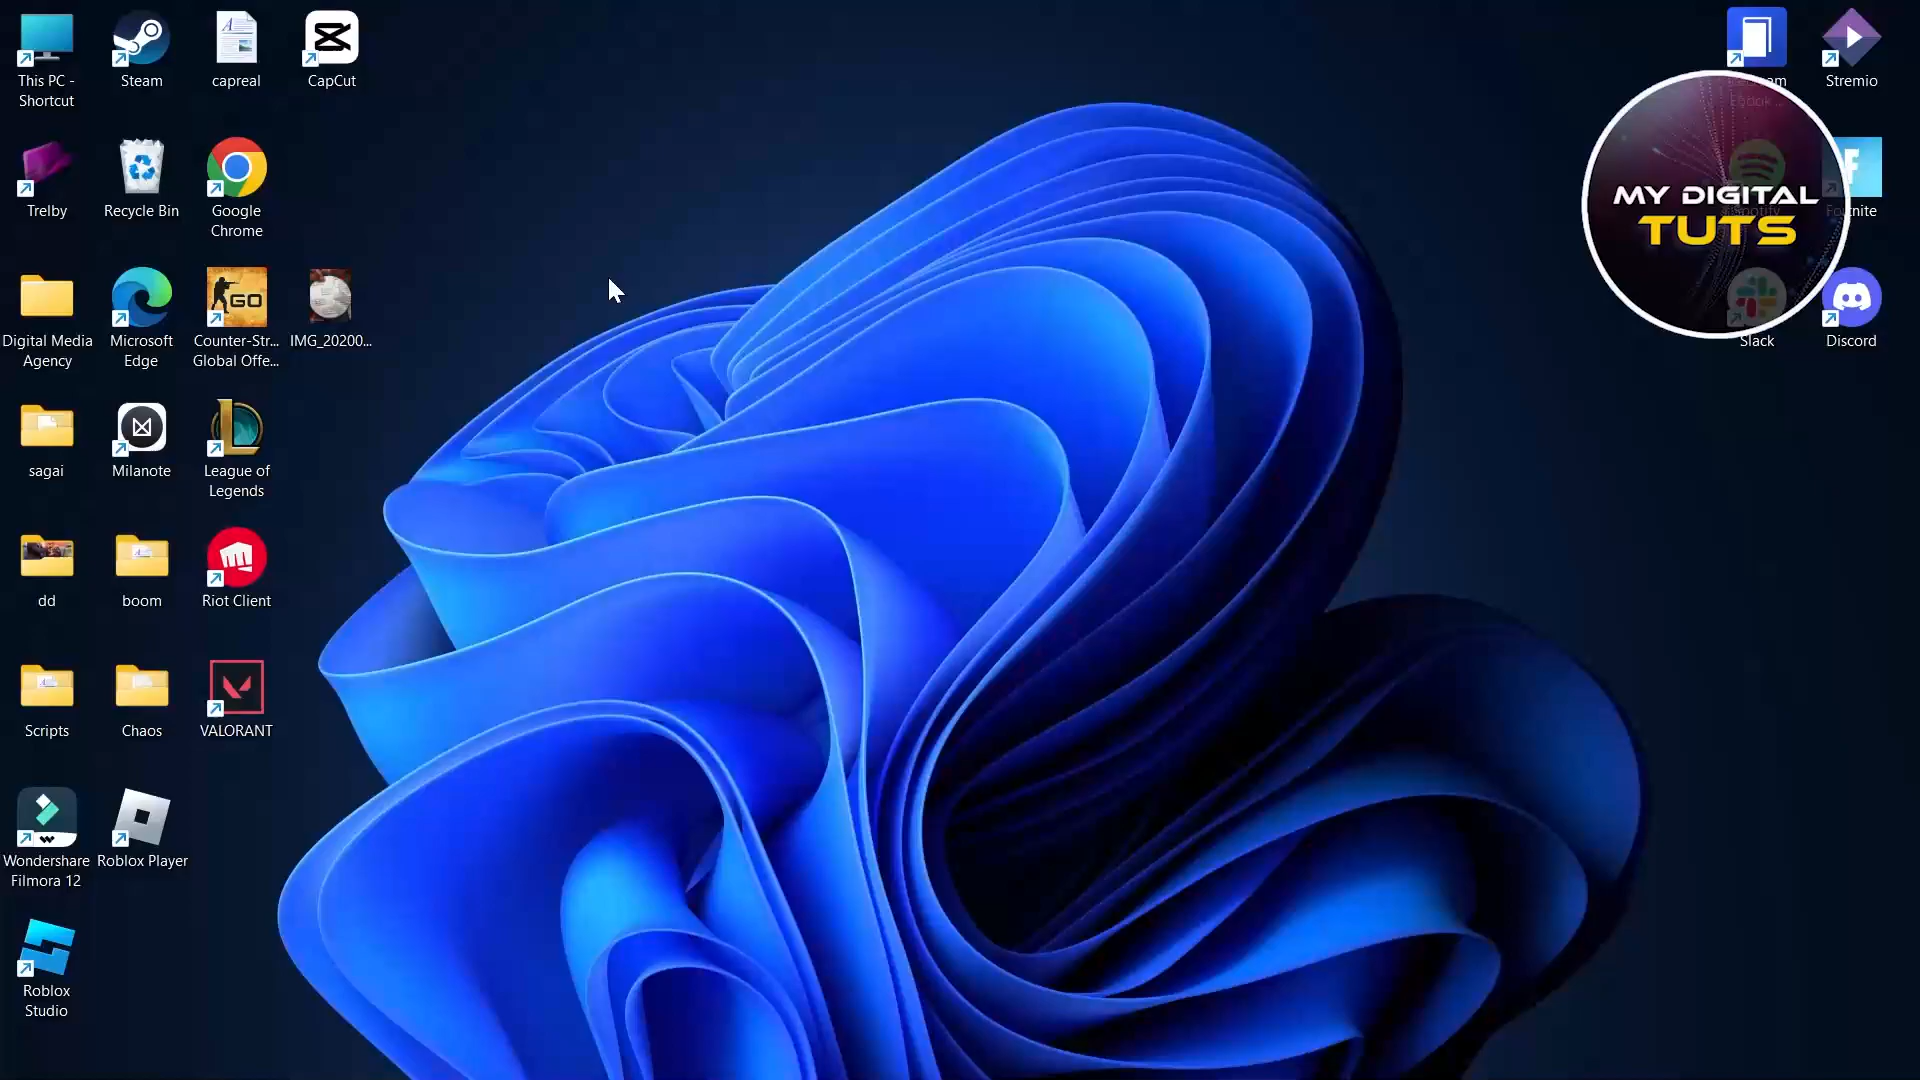 This PC -
Shortcut
Steam
capreal
CapCut
Stremio
Trelby
Recycle Bin
Google
Chrome
MY DIGITAL
TUTS
Spotify
Digital Media
Agency
Microsoft
Edge
GO
Counter-Str...
Global Offe...
IMG_20200...
Slack
Discord
sagai
Milanote
League of
Legends
dd
boom
Riot Client
Scripts
Chaos
VALORANT
Wondershare
Filmora 12
Roblox Player
Roblox
Studio